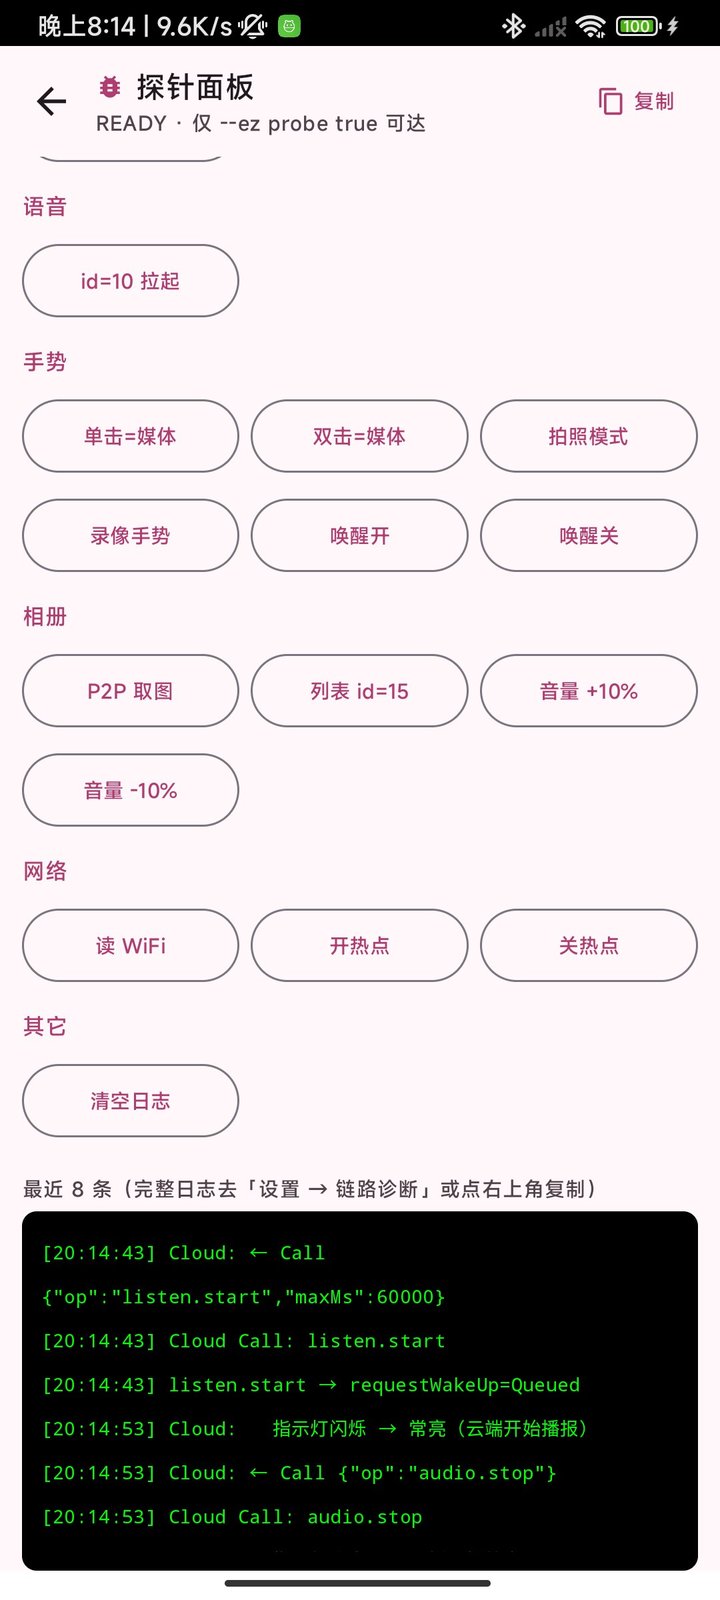 晚上8:14 | 9.6K/s
100
探针面板
READY · 仅 --ez probe true 可达
复制
语音
id=10 拉起
手势
单击=媒体
双击=媒体
拍照模式
录像手势
唤醒开
唤醒关
相册
P2P 取图
列表 id=15
音量 +10%
音量 -10%
网络
读 WiFi
开热点
关热点
其它
清空日志
最近 8 条（完整日志去「设置 → 链路诊断」或点右上角复制）
[20:14:43] Cloud: ← Call
{"op":"listen.start","maxMs":60000}
[20:14:43] Cloud Call: listen.start
[20:14:43] listen.start → requestWakeUp=Queued
[20:14:53] Cloud: 指示灯闪烁 → 常亮（云端开始播报）
[20:14:53] Cloud: ← Call {"op":"audio.stop"}
[20:14:53] Cloud Call: audio.stop